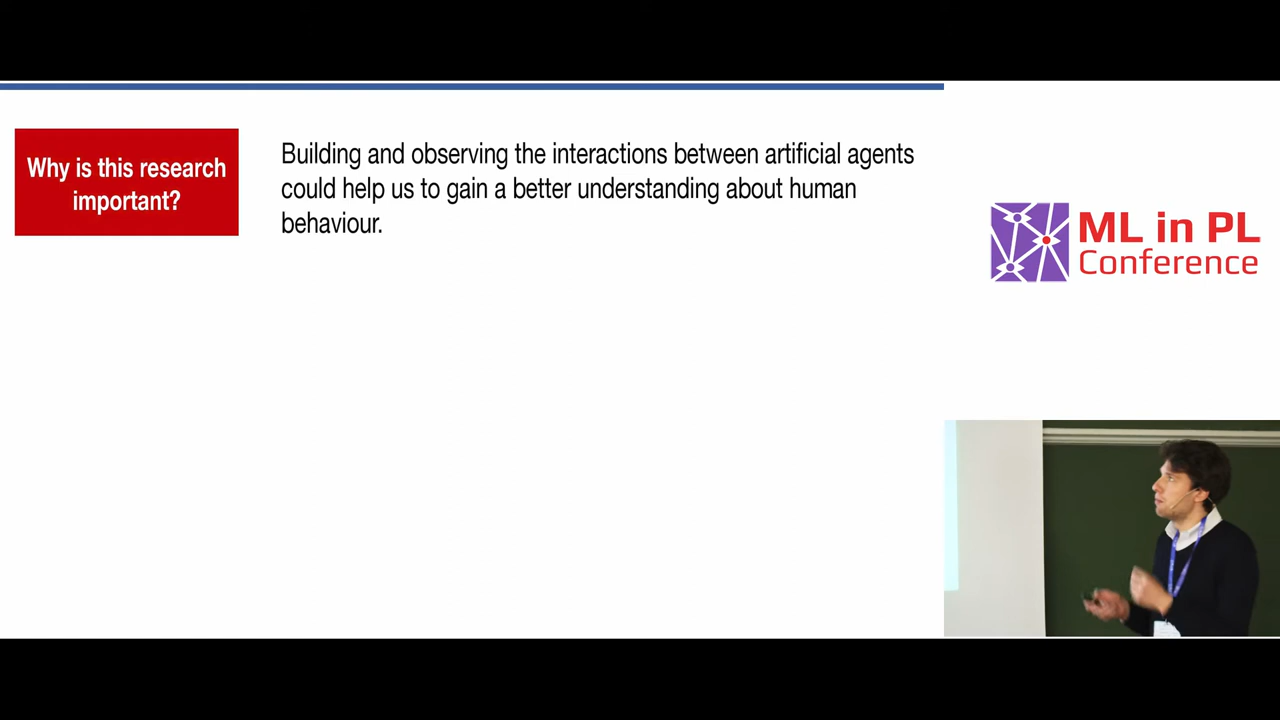 Why is this research
important?
Building and observing the interactions between artificial agents
could help us to gain a better understanding about human
behaviour.
ML in PL
Conference